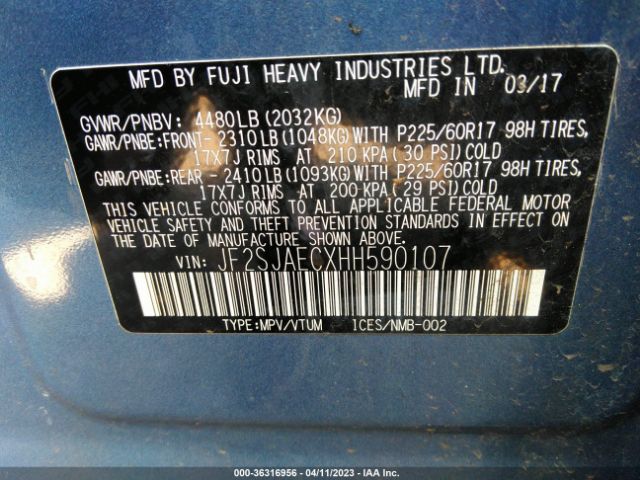 MFD BY FUJI HEAVY INDUSTRIES LTD.
MFD IN 03/17
GVWR/PNBV: 4480LB (2032KG)
GAWR/PNBE:FRONT- 2310LB (1048KG) WITH P225/60R17 98H TIRES,
17X7J RIMS AT 210 KPA (30 PSI) COLD
GAWR/PNBE:REAR - 2410LB (1093KG) WITH P225/60R17 98H TIRES,
17X7J RIMS AT 200 KPA (29 PSI) COLD
THIS VEHICLE CONFORMS TO ALL APPLICABLE FEDERAL MOTOR
VEHICLE SAFETY AND THEFT PREVENTION STANDARDS IN EFFECT ON
THE DATE OF MANUFACTURE SHOWN ABOVE.
VIN: JF2SJAECXHH590107
TYPE:MPV/VTUM ICES/NMB-002
000-36316956 - 04/11/2023 - IAA Inc.